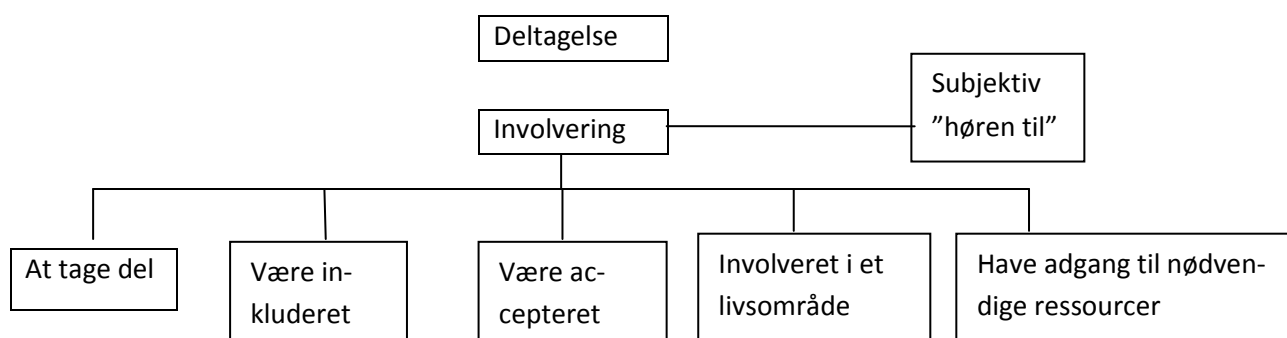 Deltagelse
Subjektiv
”høren til”
Involvering
At tage del
Være in-
kluderet
Være ac-
cepteret
Involveret i et
livsområde
Have adgang til nødven-
dige ressourcer